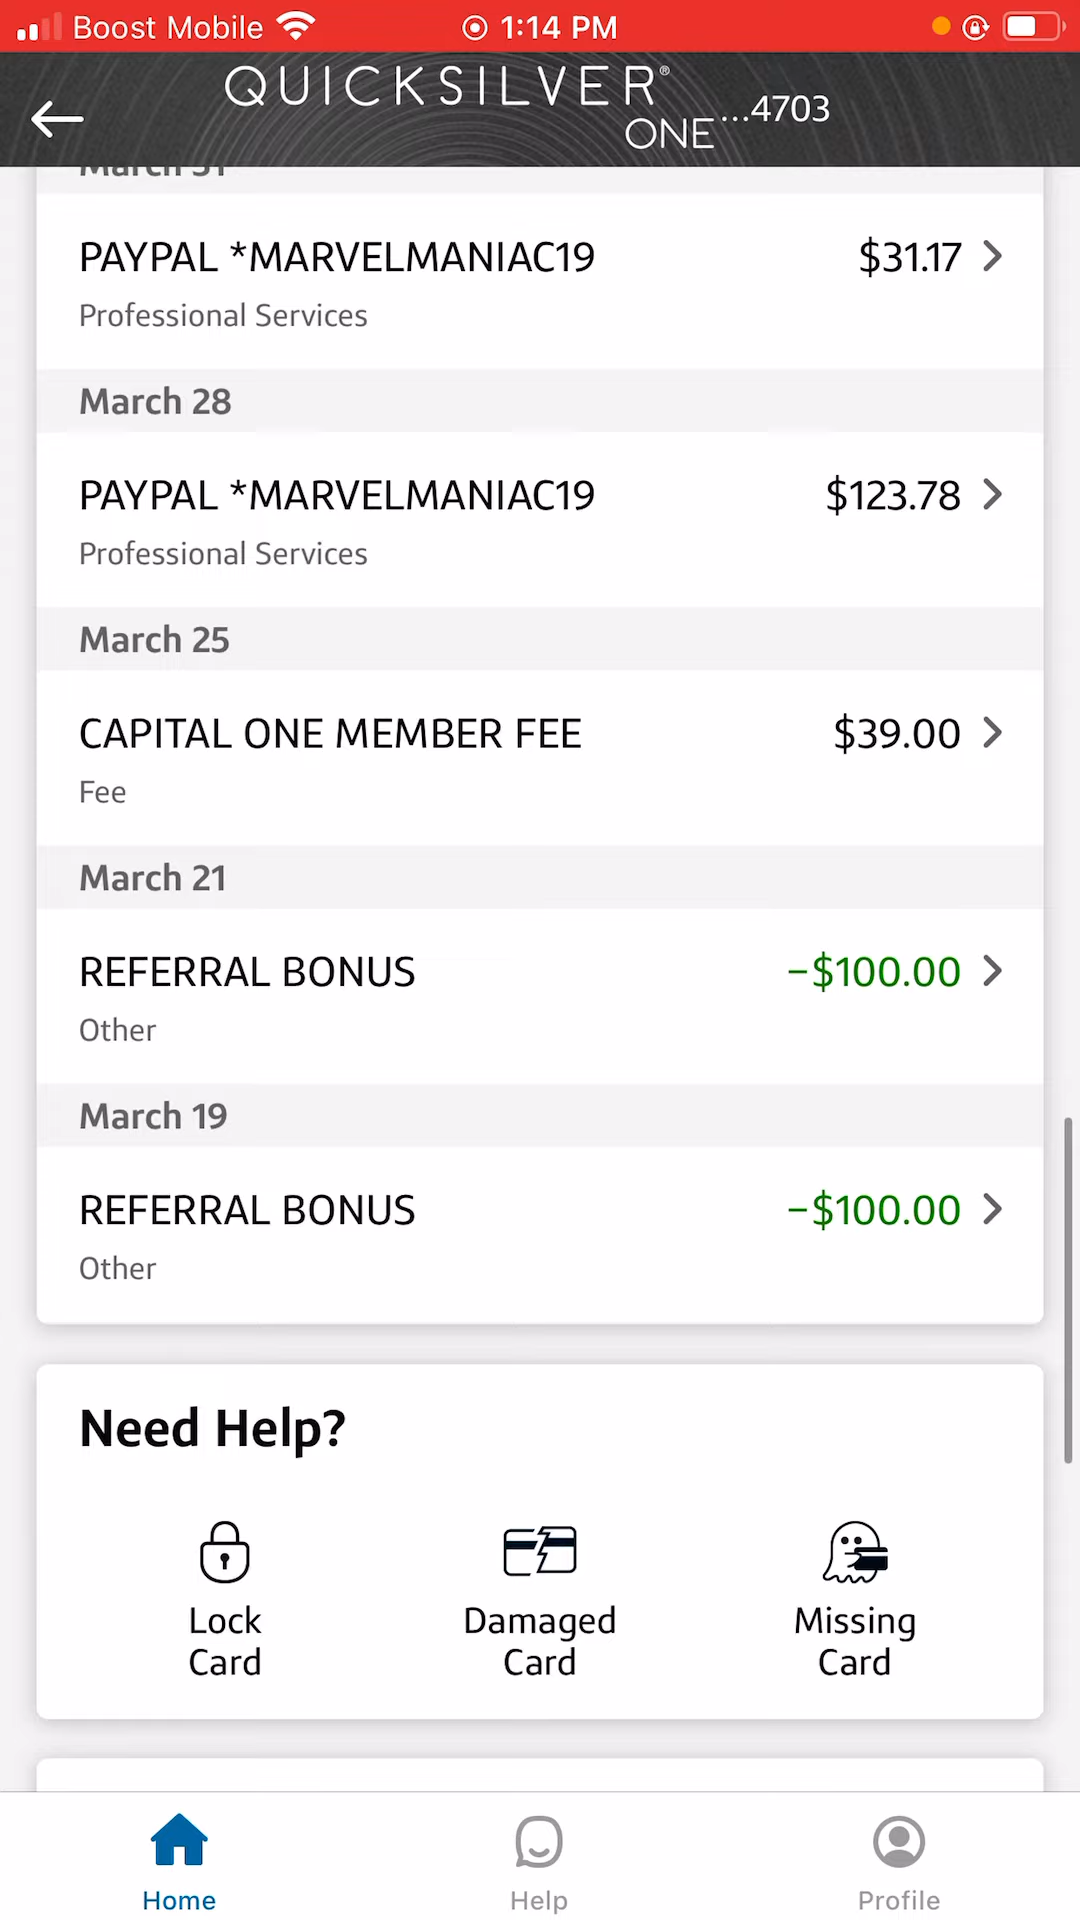 Boost Mobile 1:14 PM
QUICKSILVER®
ONE ...4703
March 31
PAYPAL *MARVELMANIAC19 $31.17
Professional Services
March 28
PAYPAL *MARVELMANIAC19 $123.78
Professional Services
March 25
CAPITAL ONE MEMBER FEE $39.00
Fee
March 21
REFERRAL BONUS -$100.00
Other
March 19
REFERRAL BONUS -$100.00
Other
Need Help?
Lock Card
Damaged Card
Missing Card
Home Help Profile